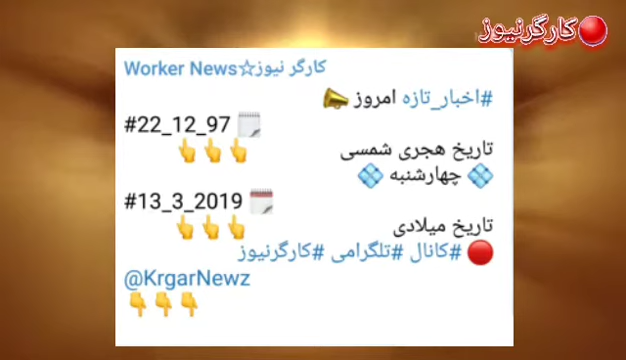 🔴کارگرنیوز
Worker News☆کارگر نیوز
#اخبار_تازه امروز 📣
#22_12_97 🗒
👆👆👆 تاریخ هجری شمسی
💠 چهارشنبه 💠
#13_3_2019 📅
👆👆👆 تاریخ میلادی
🔴 #کانال #تلگرامی #کارگرنیوز
@KrgarNewz
👇👇👇